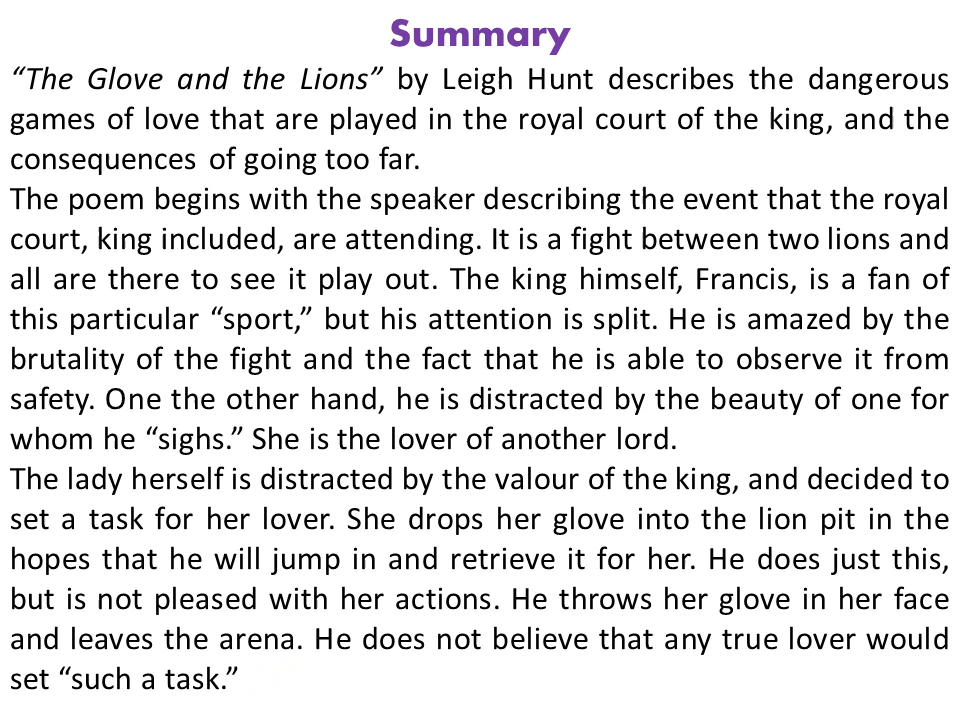 Summary
“The Glove and the Lions” by Leigh Hunt describes the dangerous
games of love that are played in the royal court of the king, and the
consequences of going too far.
The poem begins with the speaker describing the event that the royal
court, king included, are attending. It is a fight between two lions and
all are there to see it play out. The king himself, Francis, is a fan of
this particular “sport,” but his attention is split. He is amazed by the
brutality of the fight and the fact that he is able to observe it from
safety. One the other hand, he is distracted by the beauty of one for
whom he “sighs.” She is the lover of another lord.
The lady herself is distracted by the valour of the king, and decided to
set a task for her lover. She drops her glove into the lion pit in the
hopes that he will jump in and retrieve it for her. He does just this,
but is not pleased with her actions. He throws her glove in her face
and leaves the arena. He does not believe that any true lover would
set “such a task.”